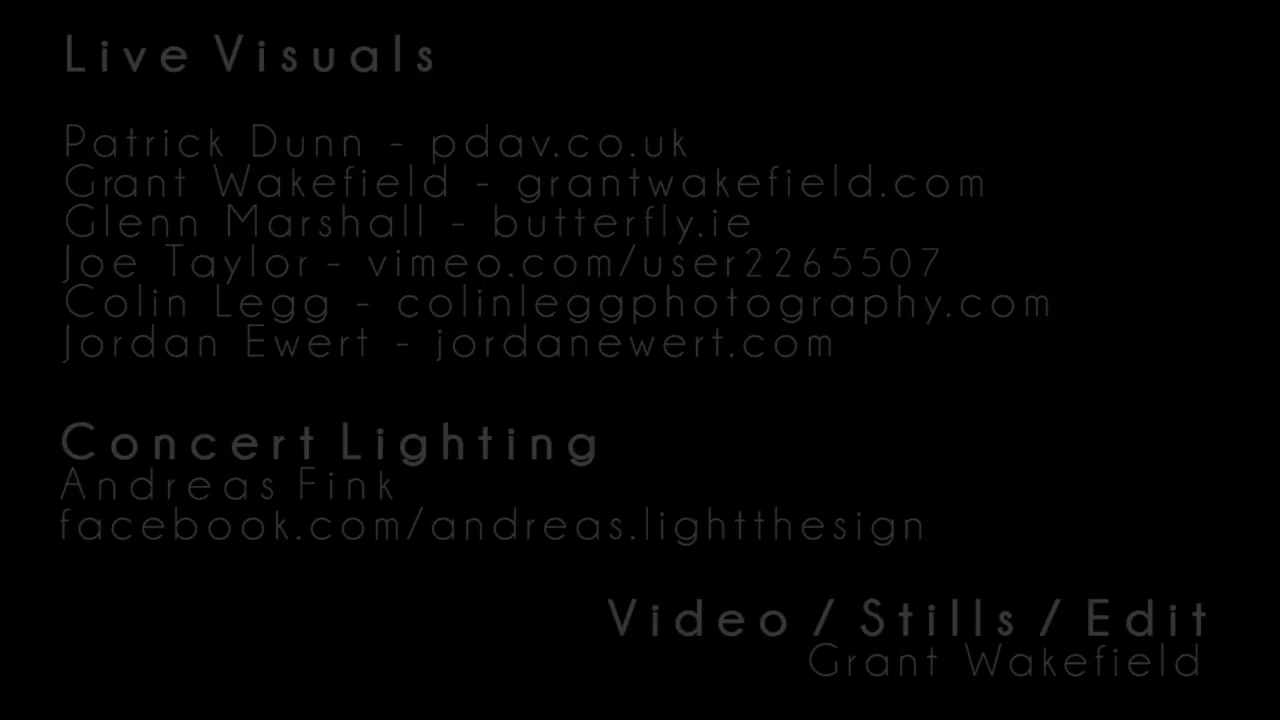 Live Visuals
Patrick Dunn - pdav.co.uk
Grant Wakefield - grantwakefield.com
Glenn Marshall - butterfly.ie
Joe Taylor - vimeo.com/user2265507
Colin Legg - colinleggphotography.com
Jordan Ewert - jordanewert.com
Concert Lighting
Andreas Fink
facebook.com/andreas.lightthesign
Video / Stills / Edit
Grant Wakefield